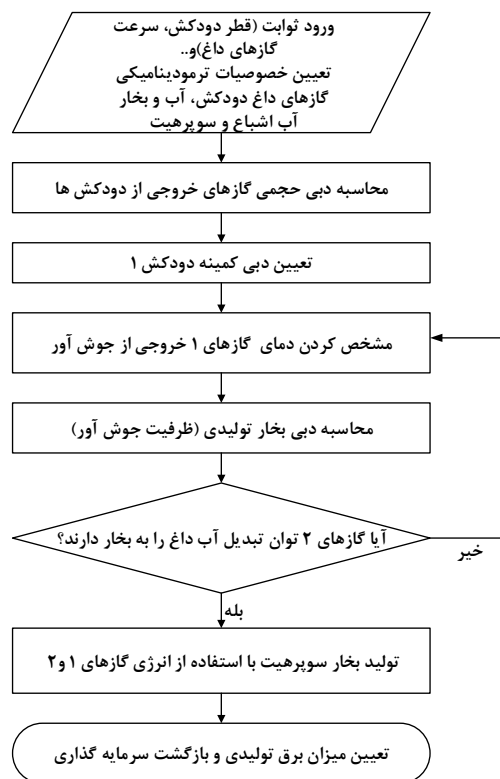 ورود ثوابت (قطر دودکش، سرعت
گازهای داغ)و..
تعیین خصوصیات ترمودینامیکی
گازهای داغ دودکش، آب و بخار
آب اشباع و سوپرهیت
محاسبه دبی حجمی گازهای خروجی از دودکش ها
تعیین دبی کمینه دودکش ۱
مشخص کردن دمای گازهای ۱ خروجی از جوش آور
محاسبه دبی بخار تولیدی (ظرفیت جوش آور)
آیا گازهای ۲ توان تبدیل آب داغ را به بخار دارند؟
خیر
بله
تولید بخار سوپرهیت با استفاده از انرژی گازهای ۱ و۲
تعیین میزان برق تولیدی و بازگشت سرمایه گذاری